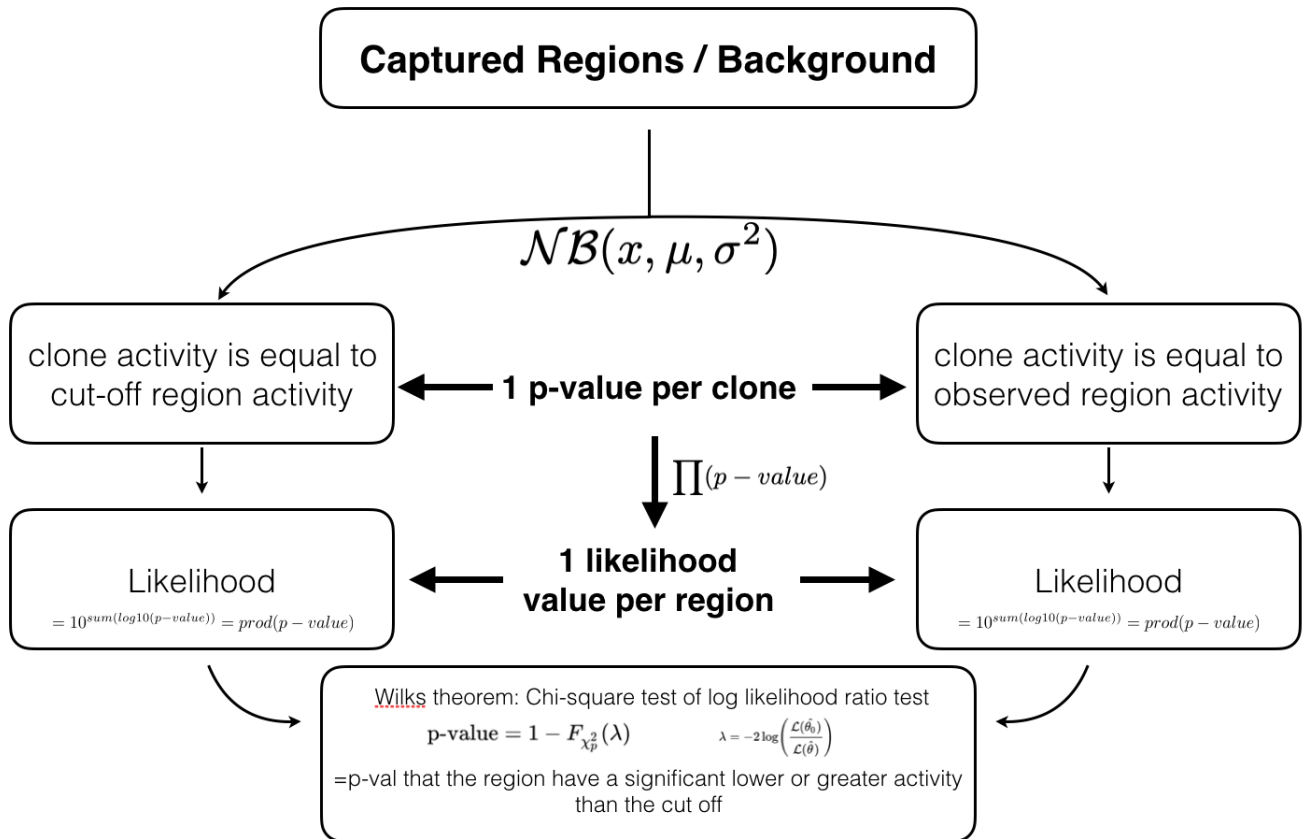 Captured Regions / Background
𝒩ℬ(x, μ, σ²)
clone activity is equal to
cut-off region activity
1 p-value per clone
clone activity is equal to
observed region activity
∏(p − value)
Likelihood
= 10^{sum(log10(p−value))} = prod(p − value)
1 likelihood
value per region
Likelihood
= 10^{sum(log10(p−value))} = prod(p − value)
Wilks theorem: Chi-square test of log likelihood ratio test
p-value = 1 − F_{χ²_p}(λ)
λ = −2 log(ℒ(θ̂₀)/ℒ(θ̂))
=p-val that the region have a significant lower or greater activity
than the cut off